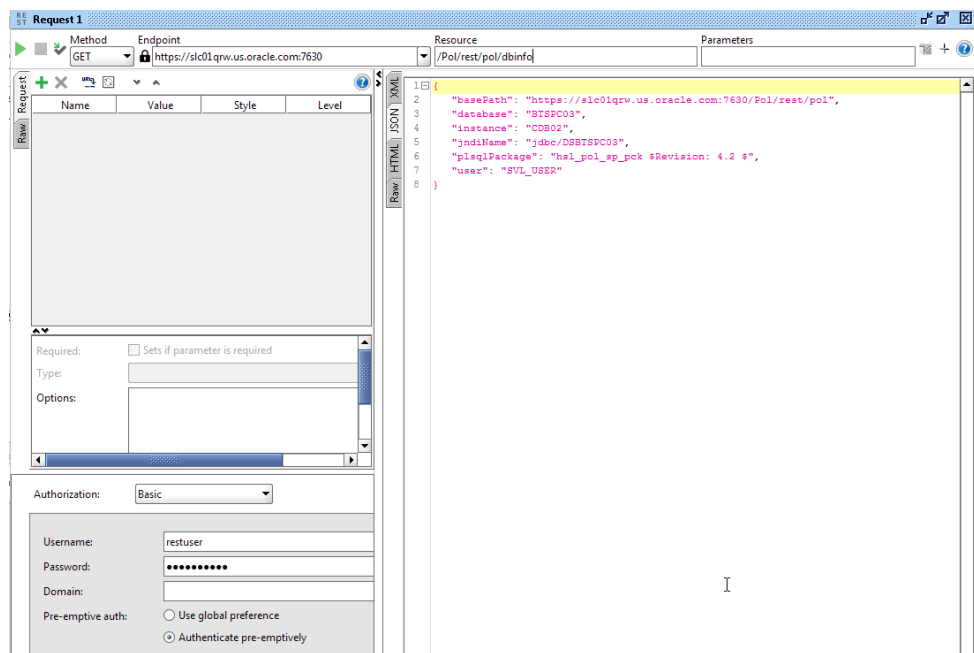 RE
ST
Request 1
Method
Endpoint
Resource
Parameters
GET
https://slc01qrw.us.oracle.com:7630
/Pol/rest/pol/dbinfo
Request
Raw
Name Value Style Level
Required:
Sets if parameter is required
Type:
Options:
Authorization:
Basic
Username:
restuser
Password:
••••••••••
Domain:
Pre-emptive auth:
Use global preference
Authenticate pre-emptively
XML
JSON
HTML
Raw
1 {
2 "basePath": "https://slc01qrw.us.oracle.com:7630/Pol/rest/pol",
3 "database": "BTSPC03",
4 "instance": "CDB02",
5 "jndiName": "jdbc/DSBTSPC03",
6 "plsqlPackage": "hsl_pol_sp_pck $Revision: 4.2 $",
7 "user": "SVL_USER"
8 }